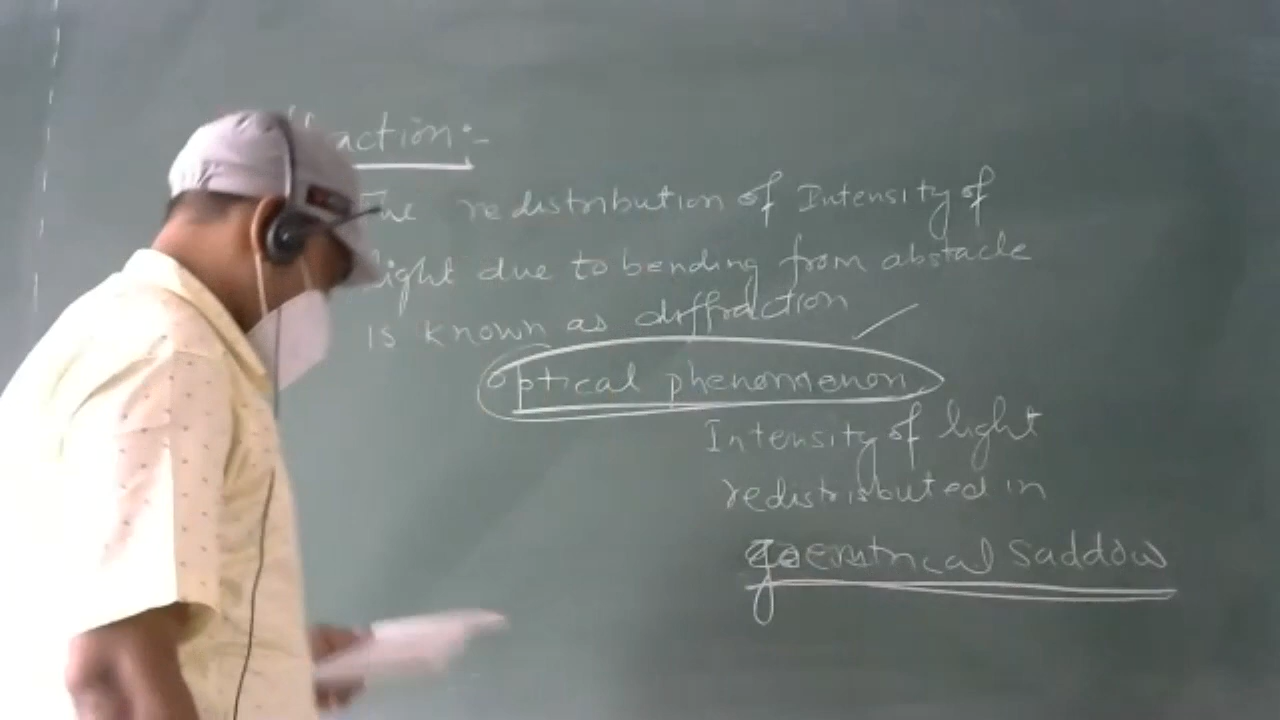 action:-
The redistribution of Intensity of
light due to bending from abstacle
is known as diffraction
optical phenomenon
Intensity of light
redistributed in
saddow